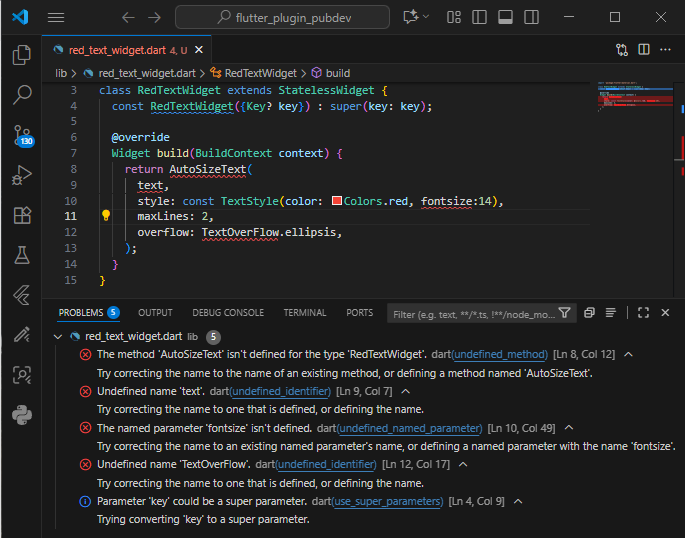 flutter_plugin_pubdev
red_text_widget.dart 4, U
lib > red_text_widget.dart > RedTextWidget > build
3 class RedTextWidget extends StatelessWidget {
4 const RedTextWidget({Key? key}) : super(key: key);
6 @override
7 Widget build(BuildContext context) {
8 return AutoSizeText(
9 text,
10 style: const TextStyle(color: Colors.red, fontsize:14),
11 maxLines: 2,
12 overflow: TextOverFlow.ellipsis,
13 );
14 }
15 }
130
PROBLEMS 5 OUTPUT DEBUG CONSOLE TERMINAL PORTS Filter (e.g. text, **/*.ts, !**/node_mo...
red_text_widget.dart lib 5
The method 'AutoSizeText' isn't defined for the type 'RedTextWidget'. dart(undefined_method) [Ln 8, Col 12]
Try correcting the name to the name of an existing method, or defining a method named 'AutoSizeText'.
Undefined name 'text'. dart(undefined_identifier) [Ln 9, Col 7]
Try correcting the name to one that is defined, or defining the name.
The named parameter 'fontsize' isn't defined. dart(undefined_named_parameter) [Ln 10, Col 49]
Try correcting the name to an existing named parameter's name, or defining a named parameter with the name 'fontsize'.
Undefined name 'TextOverFlow'. dart(undefined_identifier) [Ln 12, Col 17]
Try correcting the name to one that is defined, or defining the name.
Parameter 'key' could be a super parameter. dart(use_super_parameters) [Ln 4, Col 9]
Trying converting 'key' to a super parameter.